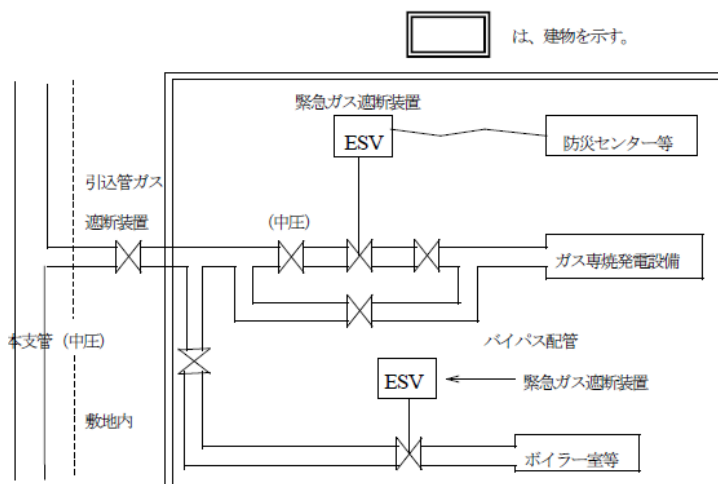 は、建物を示す。
緊急ガス遮断装置
ESV
防災センター等
引込管ガス
遮断装置
(中圧)
ガス専焼発電設備
本支管(中圧)
バイパス配管
ESV
緊急ガス遮断装置
敷地内
ボイラー室等